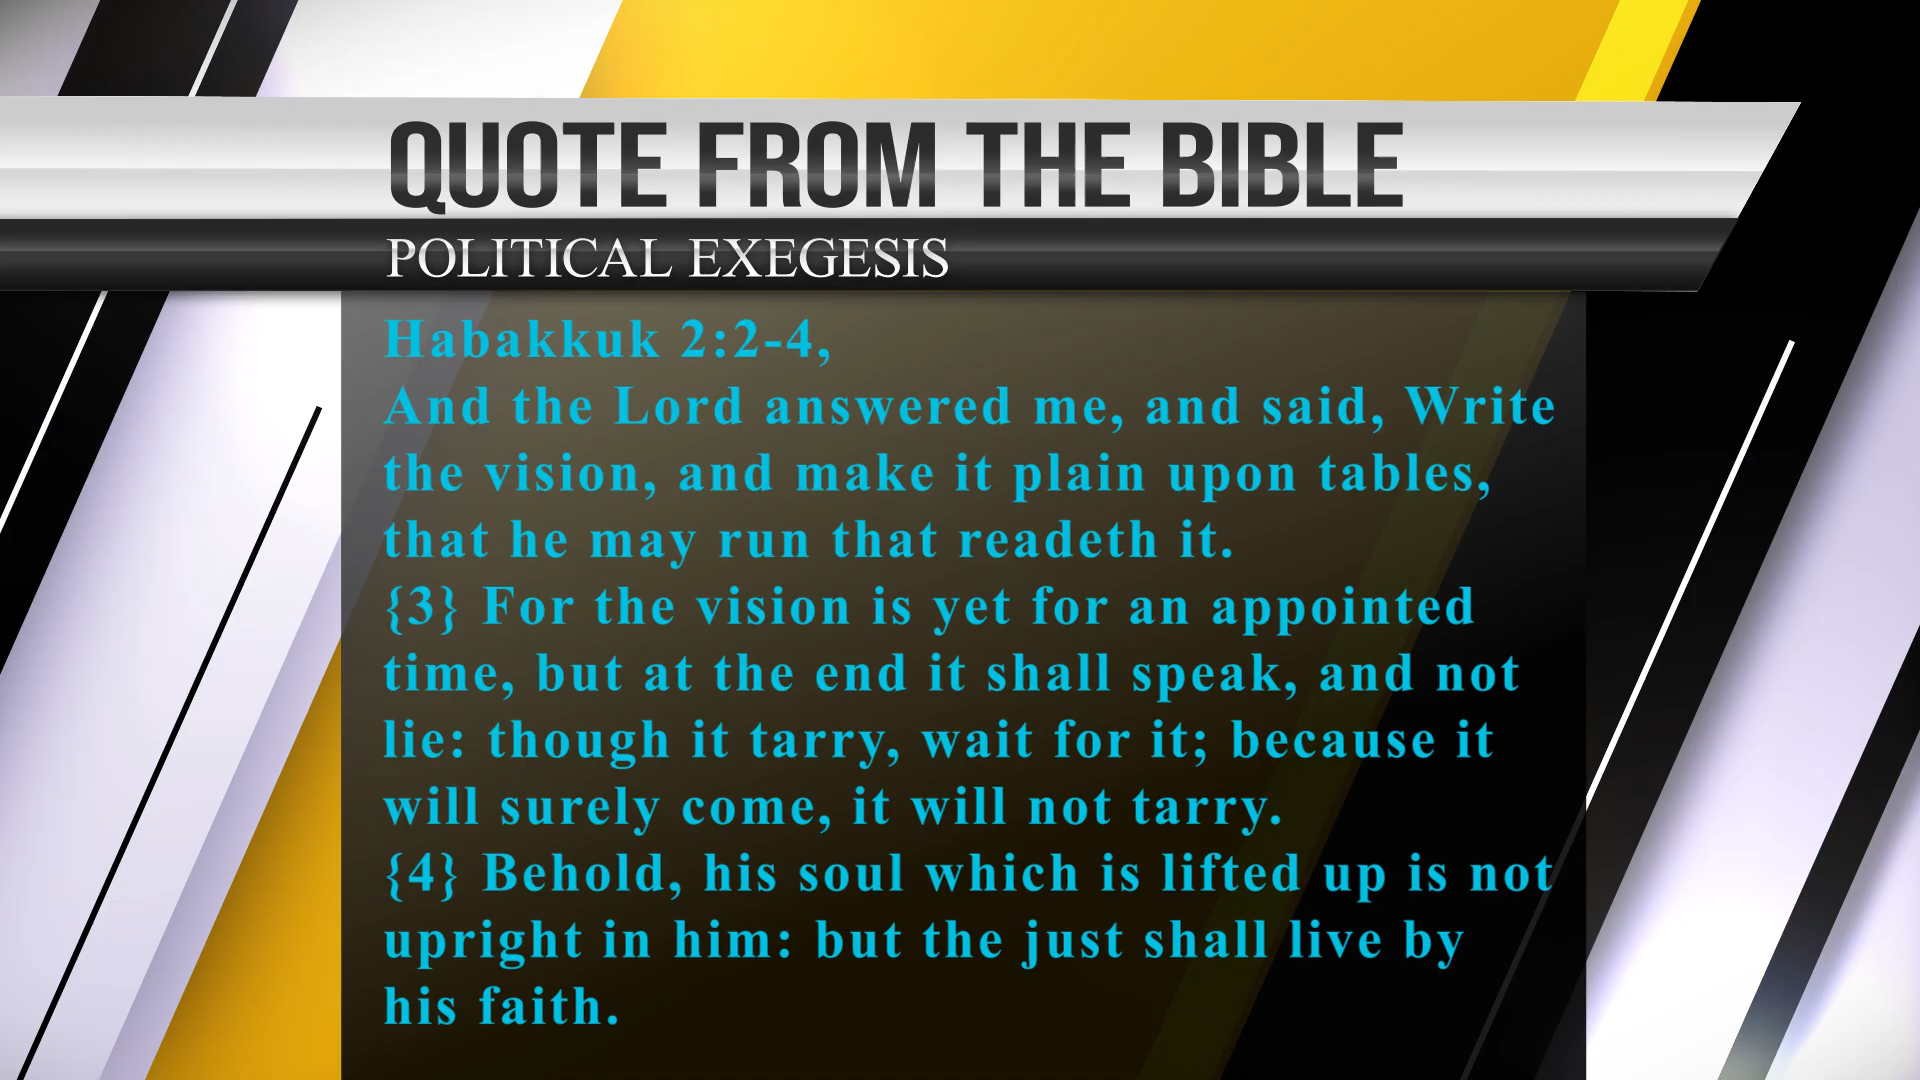 QUOTE FROM THE BIBLE
POLITICAL EXEGESIS
Habakkuk 2:2-4,
And the Lord answered me, and said, Write
the vision, and make it plain upon tables,
that he may run that readeth it.
{3} For the vision is yet for an appointed
time, but at the end it shall speak, and not
lie: though it tarry, wait for it; because it
will surely come, it will not tarry.
{4} Behold, his soul which is lifted up is not
upright in him: but the just shall live by
his faith.